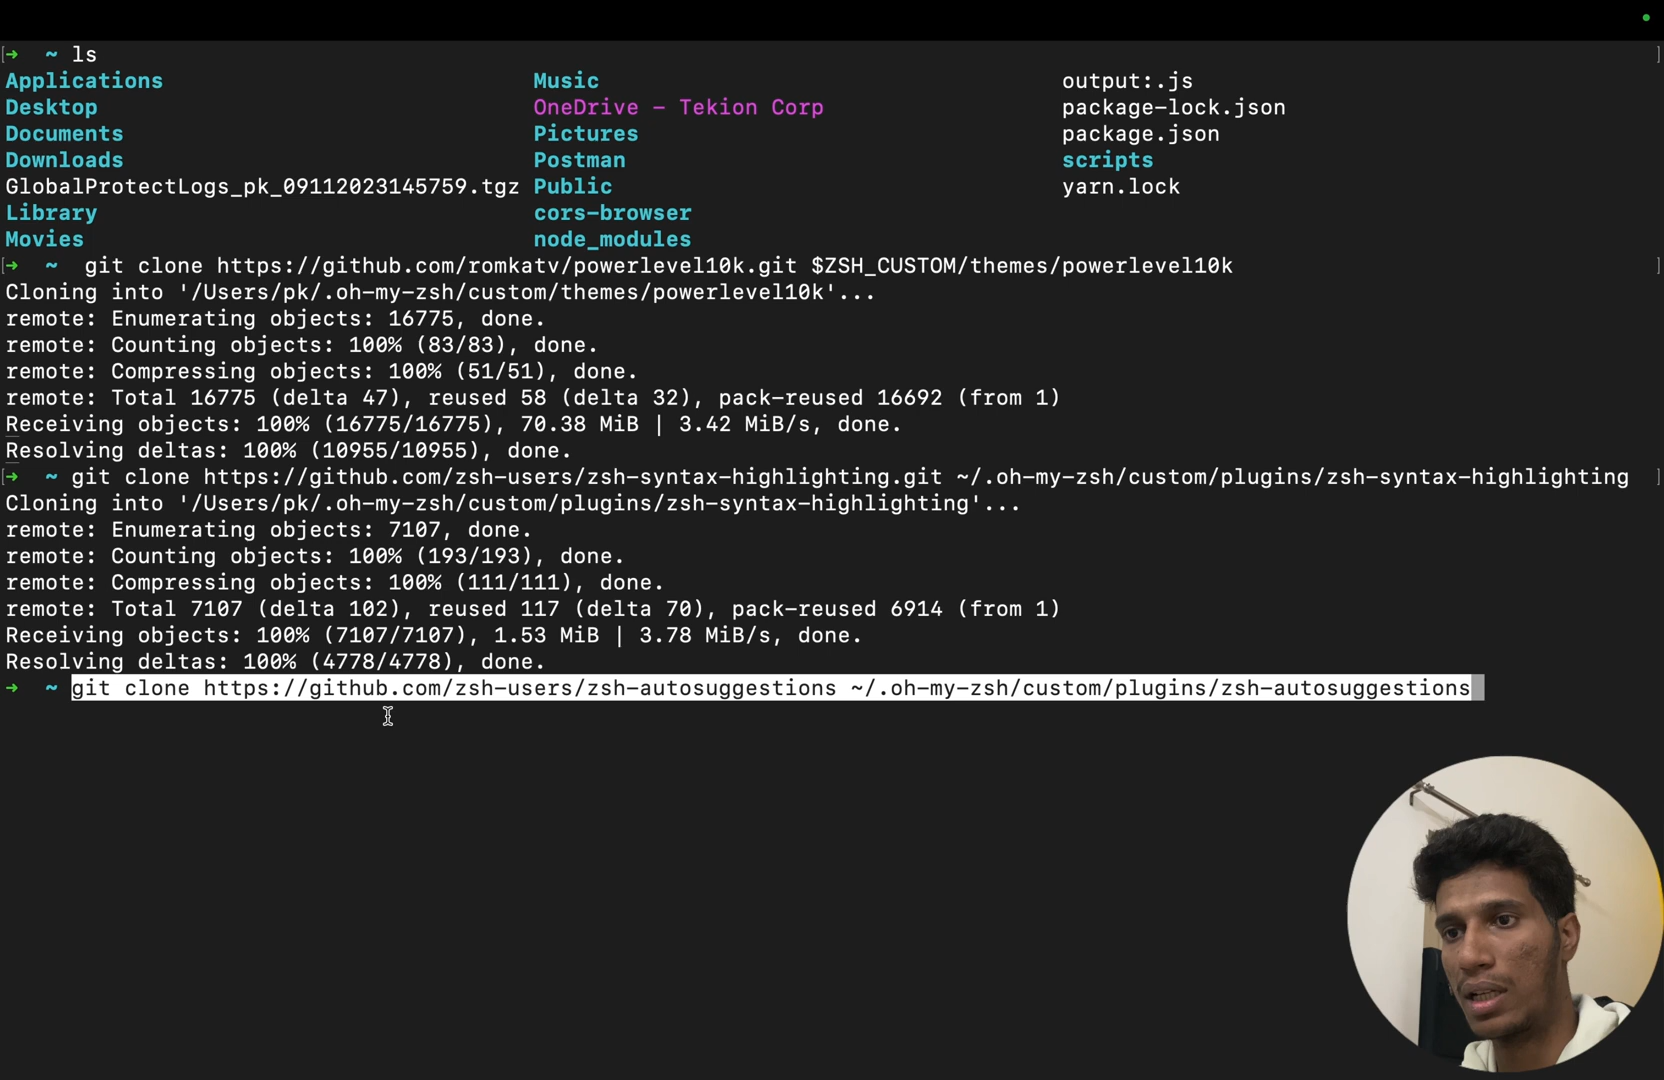 [➜  ~ ls ]
Applications Music output:.js
Desktop OneDrive - Tekion Corp package-lock.json
Documents Pictures package.json
Downloads Postman scripts
GlobalProtectLogs_pk_09112023145759.tgz Public yarn.lock
Library cors-browser
Movies node_modules
[➜  ~  git clone https://github.com/romkatv/powerlevel10k.git $ZSH_CUSTOM/themes/powerlevel10k ]
Cloning into '/Users/pk/.oh-my-zsh/custom/themes/powerlevel10k'...
remote: Enumerating objects: 16775, done.
remote: Counting objects: 100% (83/83), done.
remote: Compressing objects: 100% (51/51), done.
remote: Total 16775 (delta 47), reused 58 (delta 32), pack-reused 16692 (from 1)
Receiving objects: 100% (16775/16775), 70.38 MiB | 3.42 MiB/s, done.
Resolving deltas: 100% (10955/10955), done.
[➜  ~ git clone https://github.com/zsh-users/zsh-syntax-highlighting.git ~/.oh-my-zsh/custom/plugins/zsh-syntax-highlighting ]
Cloning into '/Users/pk/.oh-my-zsh/custom/plugins/zsh-syntax-highlighting'...
remote: Enumerating objects: 7107, done.
remote: Counting objects: 100% (193/193), done.
remote: Compressing objects: 100% (111/111), done.
remote: Total 7107 (delta 102), reused 117 (delta 70), pack-reused 6914 (from 1)
Receiving objects: 100% (7107/7107), 1.53 MiB | 3.78 MiB/s, done.
Resolving deltas: 100% (4778/4778), done.
➜  ~ git clone https://github.com/zsh-users/zsh-autosuggestions ~/.oh-my-zsh/custom/plugins/zsh-autosuggestions